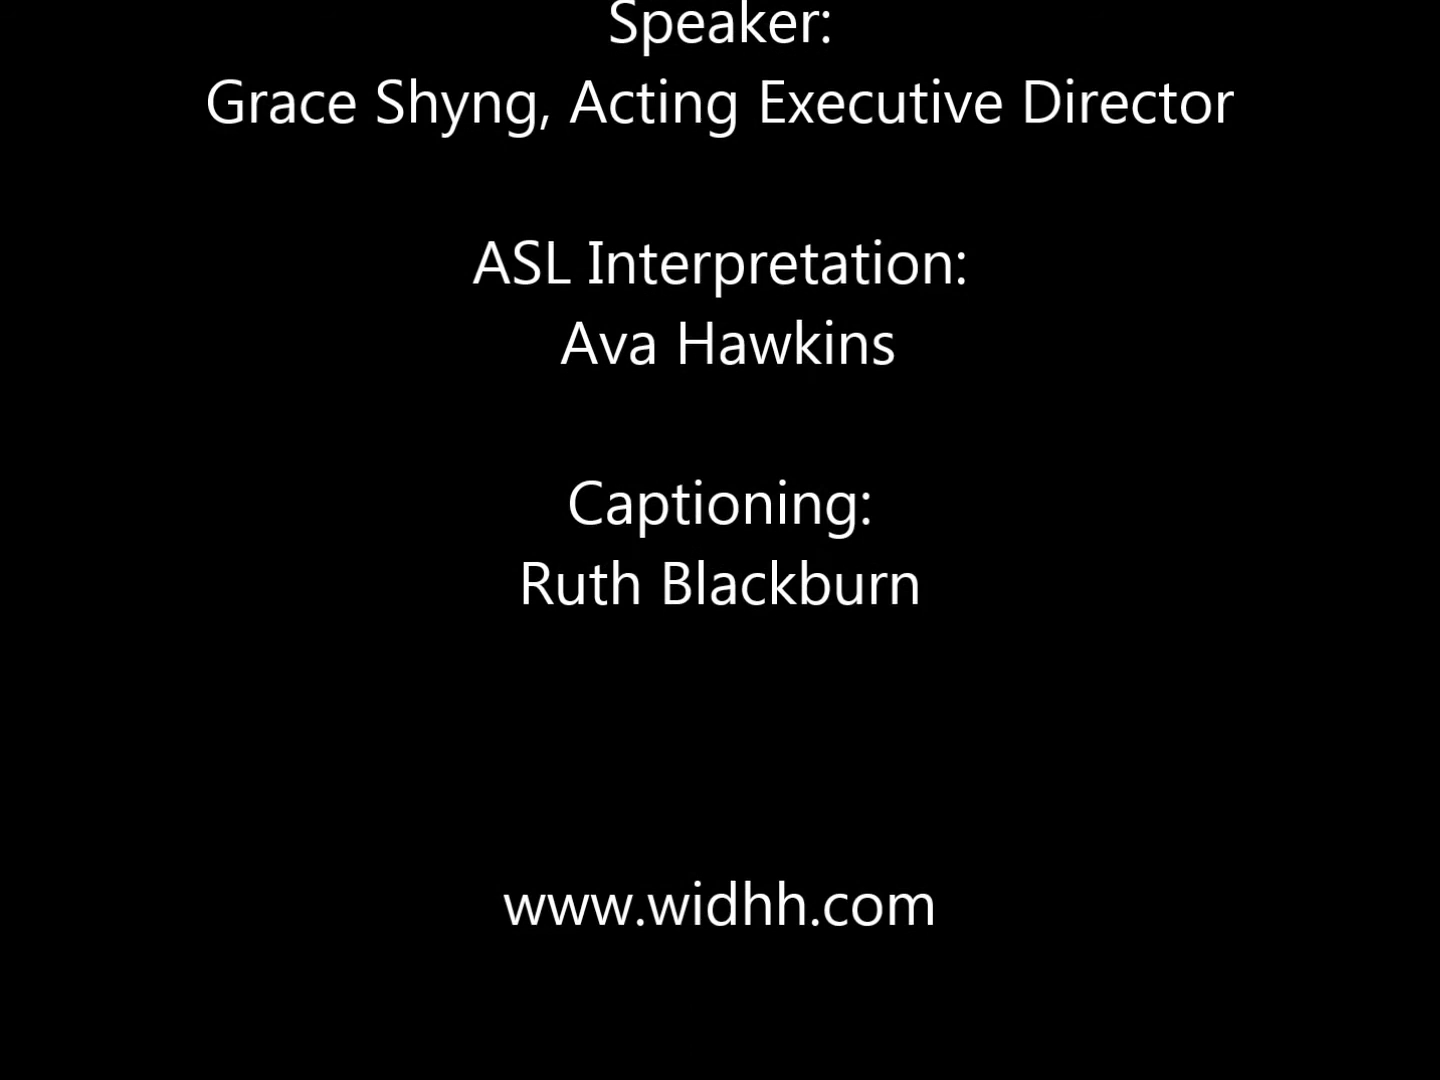 Speaker:
Grace Shyng, Acting Executive Director
ASL Interpretation:
Ava Hawkins
Captioning:
Ruth Blackburn
www.widhh.com